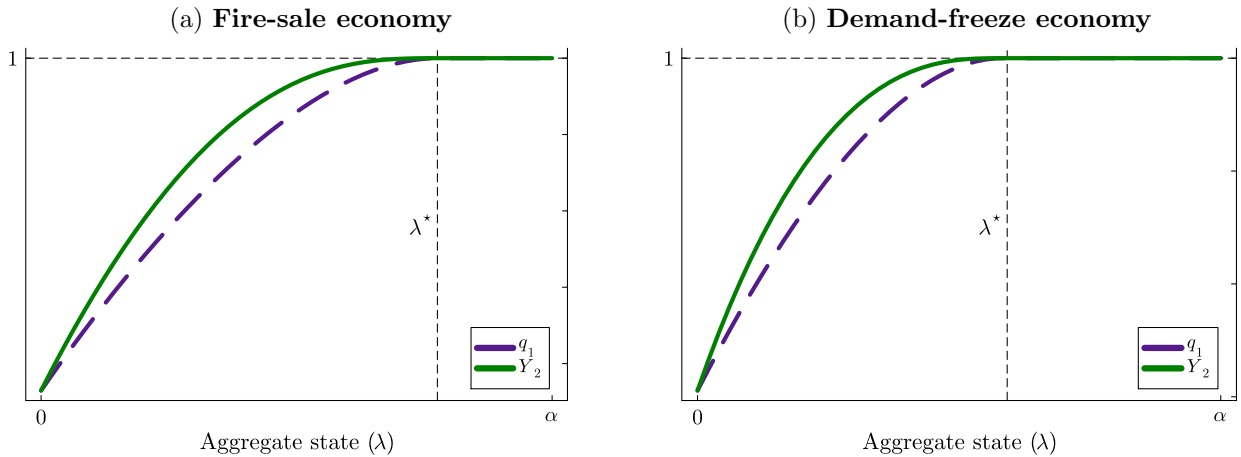 (a) Fire-sale economy
1
λ*
q1
Y2
0
α
Aggregate state (λ)
(b) Demand-freeze economy
1
λ*
q1
Y2
0
α
Aggregate state (λ)